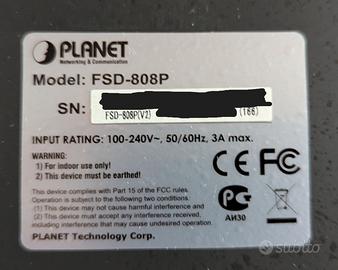 PLANET
Networking & Communication
Model: FSD-808P
SN:
FSD-808P(V2) (166)
INPUT RATING: 100-240V~, 50/60Hz, 3A max.
WARNING:
1) For indoor use only!
2) This device must be earthed!
CE FC
This device complies with Part 15 of the FCC rules.
Operation is subject to the following two conditions:
(1) this device may not cause harmful interference, and
(2) this device must accept any interference received,
including interference that may cause undesired operation.
PLANET Technology Corp.
АИ30
subito